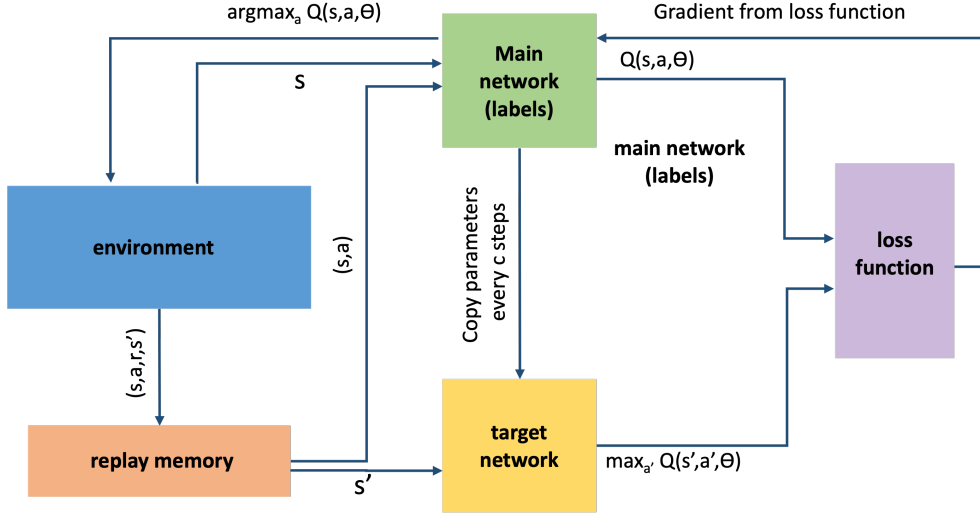 argmaxₐ Q(s,a,Θ)
Gradient from loss function
Main
network
(labels)
Q(s,a,Θ)
s
main network
(labels)
environment
(s,a)
Copy parameters
every c steps
loss
function
(s,a,r,s’)
target
network
replay memory
s’
maxₐ’ Q(s’,a’,Θ)